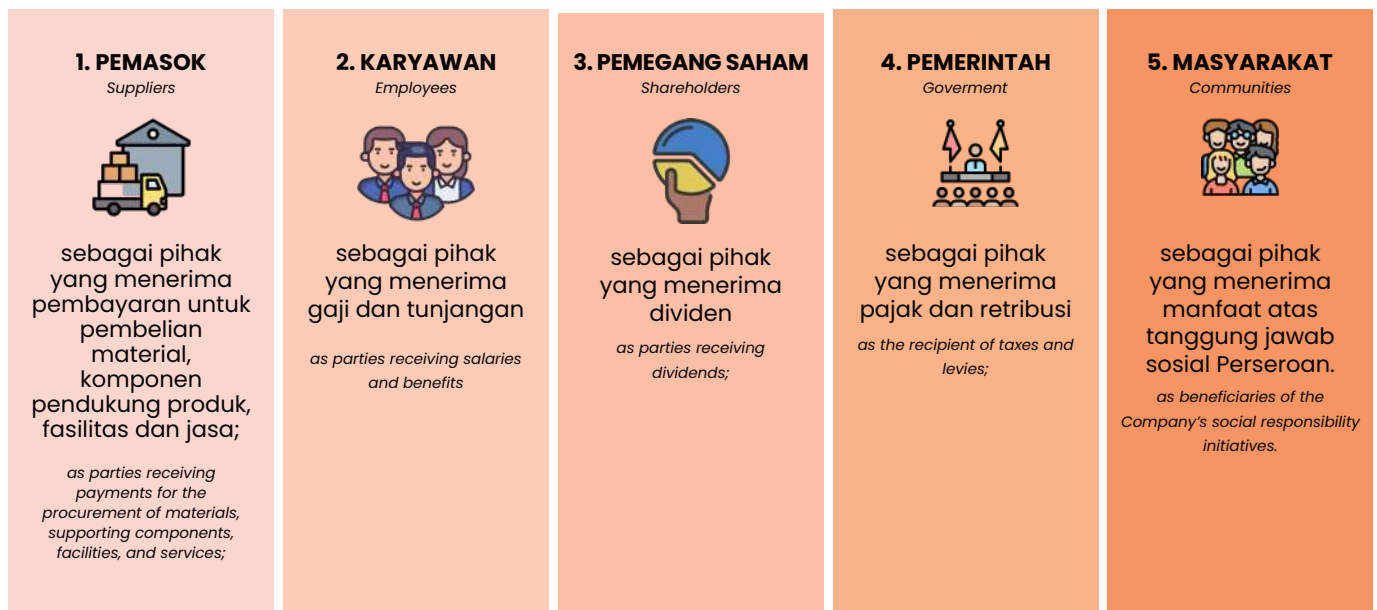 1. PEMASOK
Suppliers
sebagai pihak
yang menerima
pembayaran untuk
pembelian
material,
komponen
pendukung produk,
fasilitas dan jasa;
as parties receiving
payments for the
procurement of materials,
supporting components,
facilities, and services;
2. KARYAWAN
Employees
sebagai pihak
yang menerima
gaji dan tunjangan
as parties receiving salaries
and benefits
3. PEMEGANG SAHAM
Shareholders
sebagai pihak
yang menerima
dividen
as parties receiving
dividends;
4. PEMERINTAH
Goverment
sebagai pihak
yang menerima
pajak dan retribusi
as the recipient of taxes and
levies;
5. MASYARAKAT
Communities
sebagai pihak
yang menerima
manfaat atas
tanggung jawab
sosial Perseroan.
as beneficiaries of the
Company's social responsibility
initiatives.